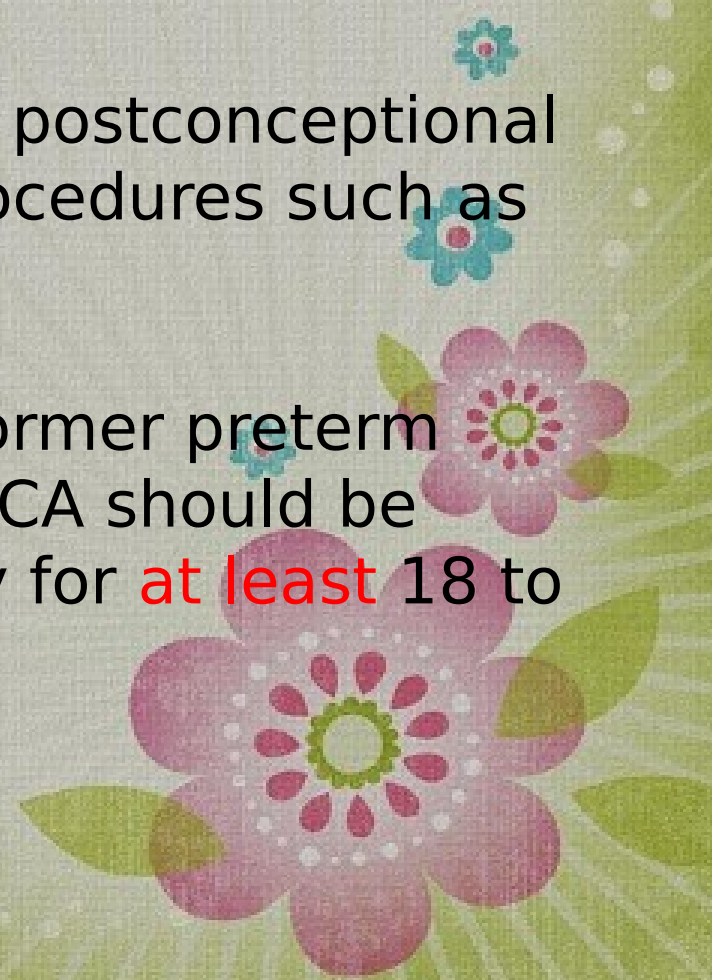 postconceptional
ocedures such as
ormer preterm
CA should be
y for at least 18 to